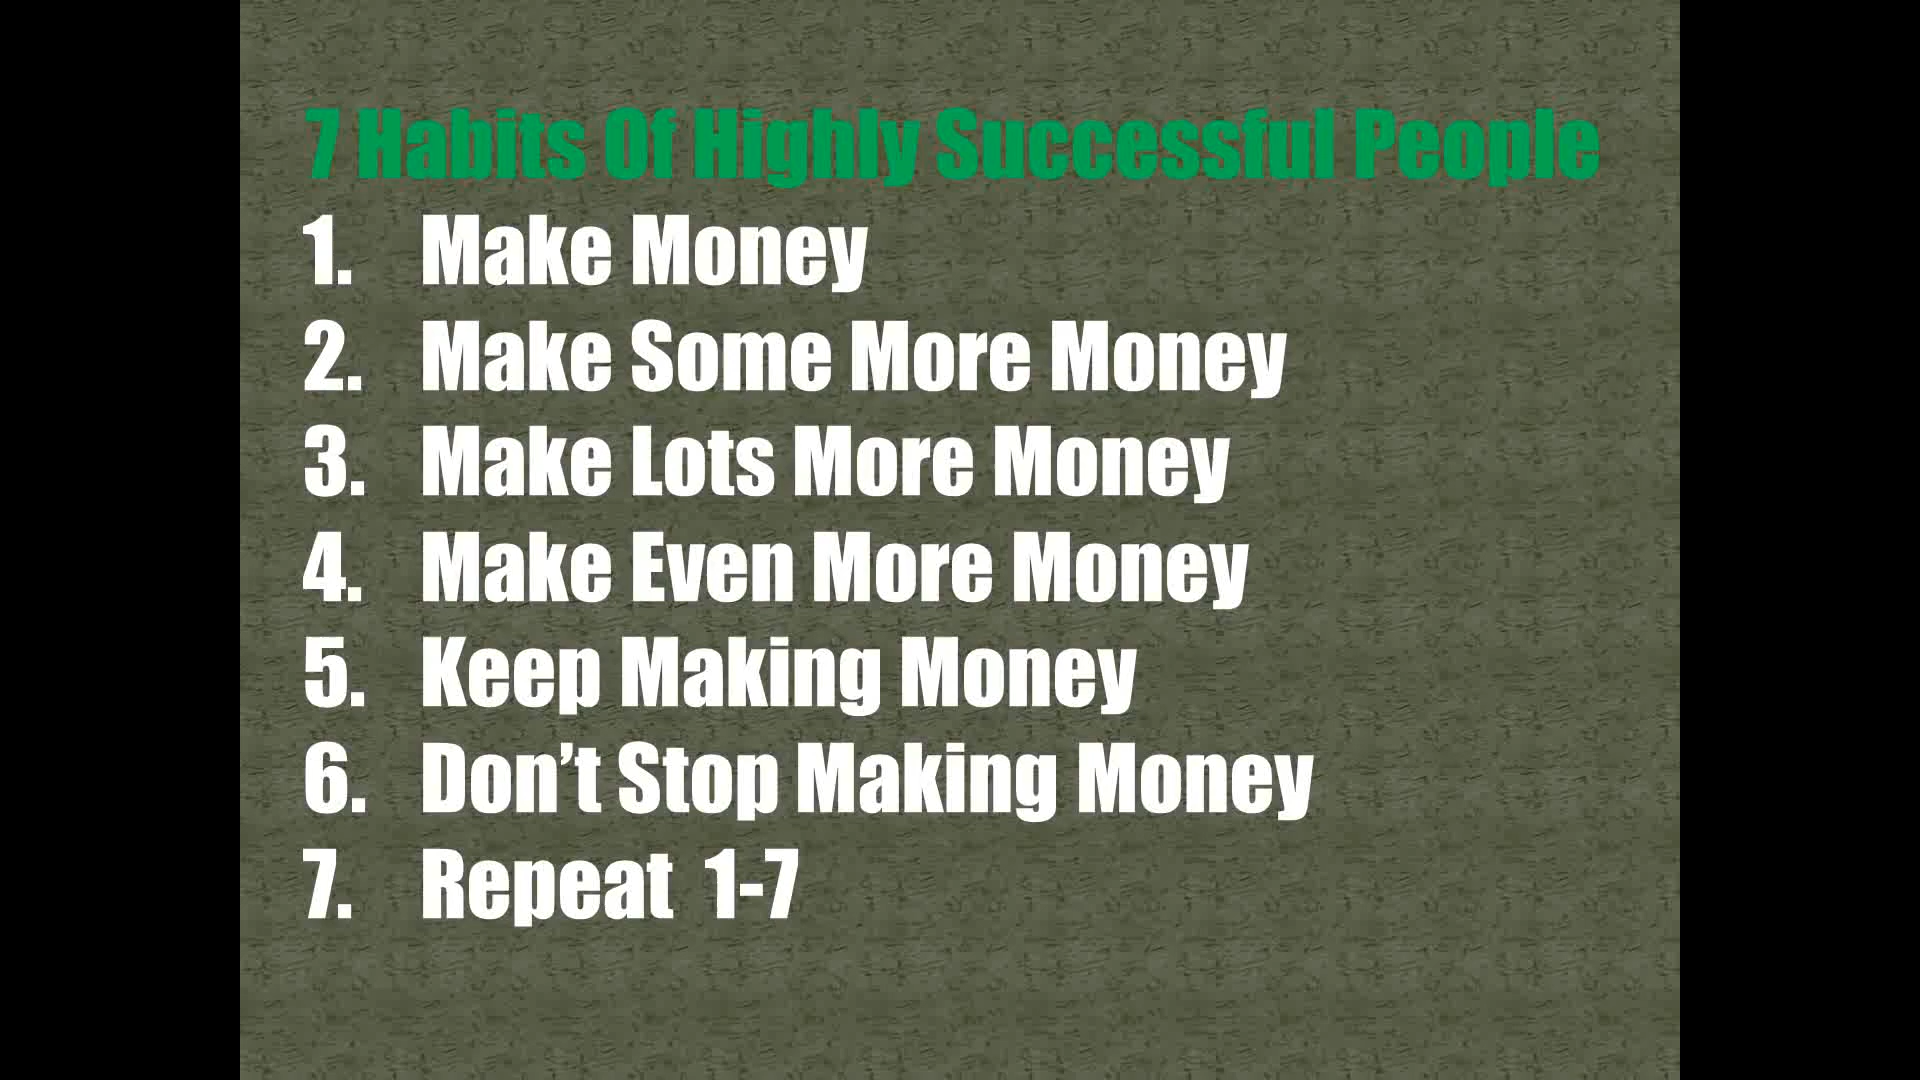 7 Habits Of Highly Successful People
1. Make Money
2. Make Some More Money
3. Make Lots More Money
4. Make Even More Money
5. Keep Making Money
6. Don’t Stop Making Money
7. Repeat  1-7